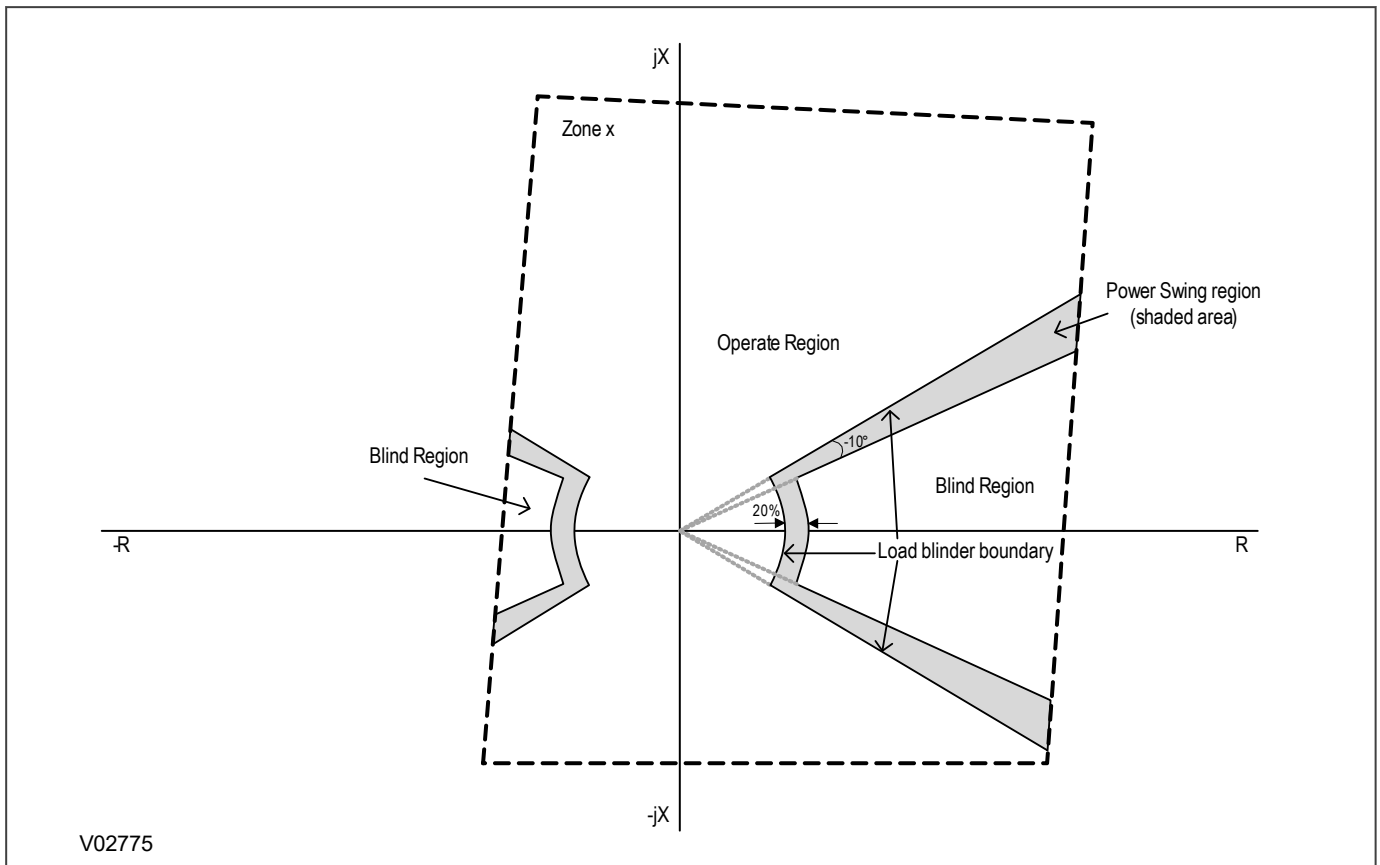 jX
Zone x
Power Swing region
(shaded area)
Operate Region
-10°
Blind Region
Blind Region
20%
-R
R
Load blinder boundary
-jX
V02775